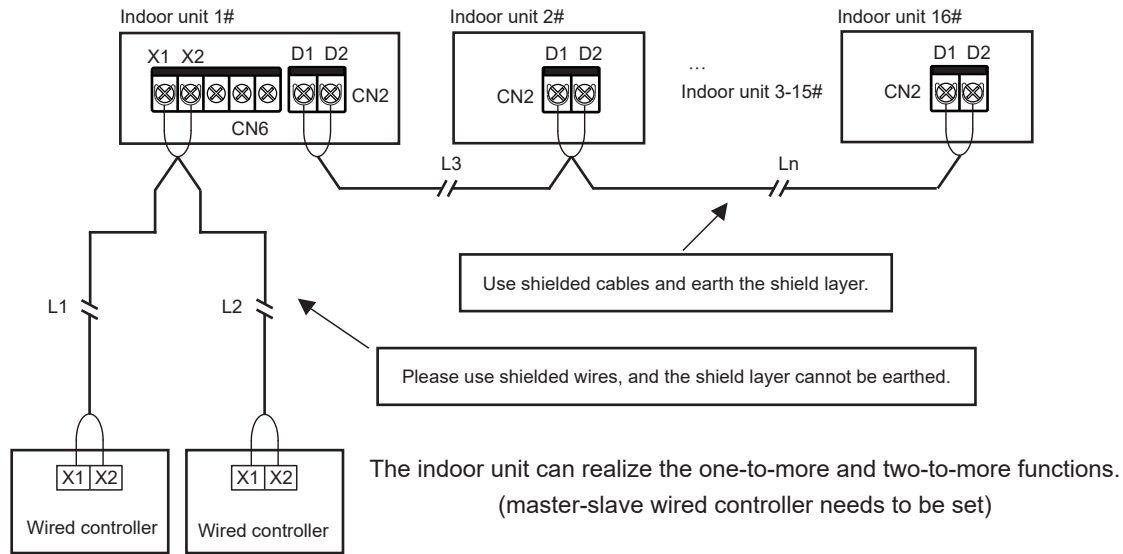 Indoor unit 1#
Indoor unit 2#
Indoor unit 16#
X1 X2
D1 D2
CN2
CN6
D1 D2
CN2
...
Indoor unit 3-15#
D1 D2
CN2
L3
Ln
Use shielded cables and earth the shield layer.
L1
L2
Please use shielded wires, and the shield layer cannot be earthed.
X1 X2
Wired controller
X1 X2
Wired controller
The indoor unit can realize the one-to-more and two-to-more functions.
(master-slave wired controller needs to be set)